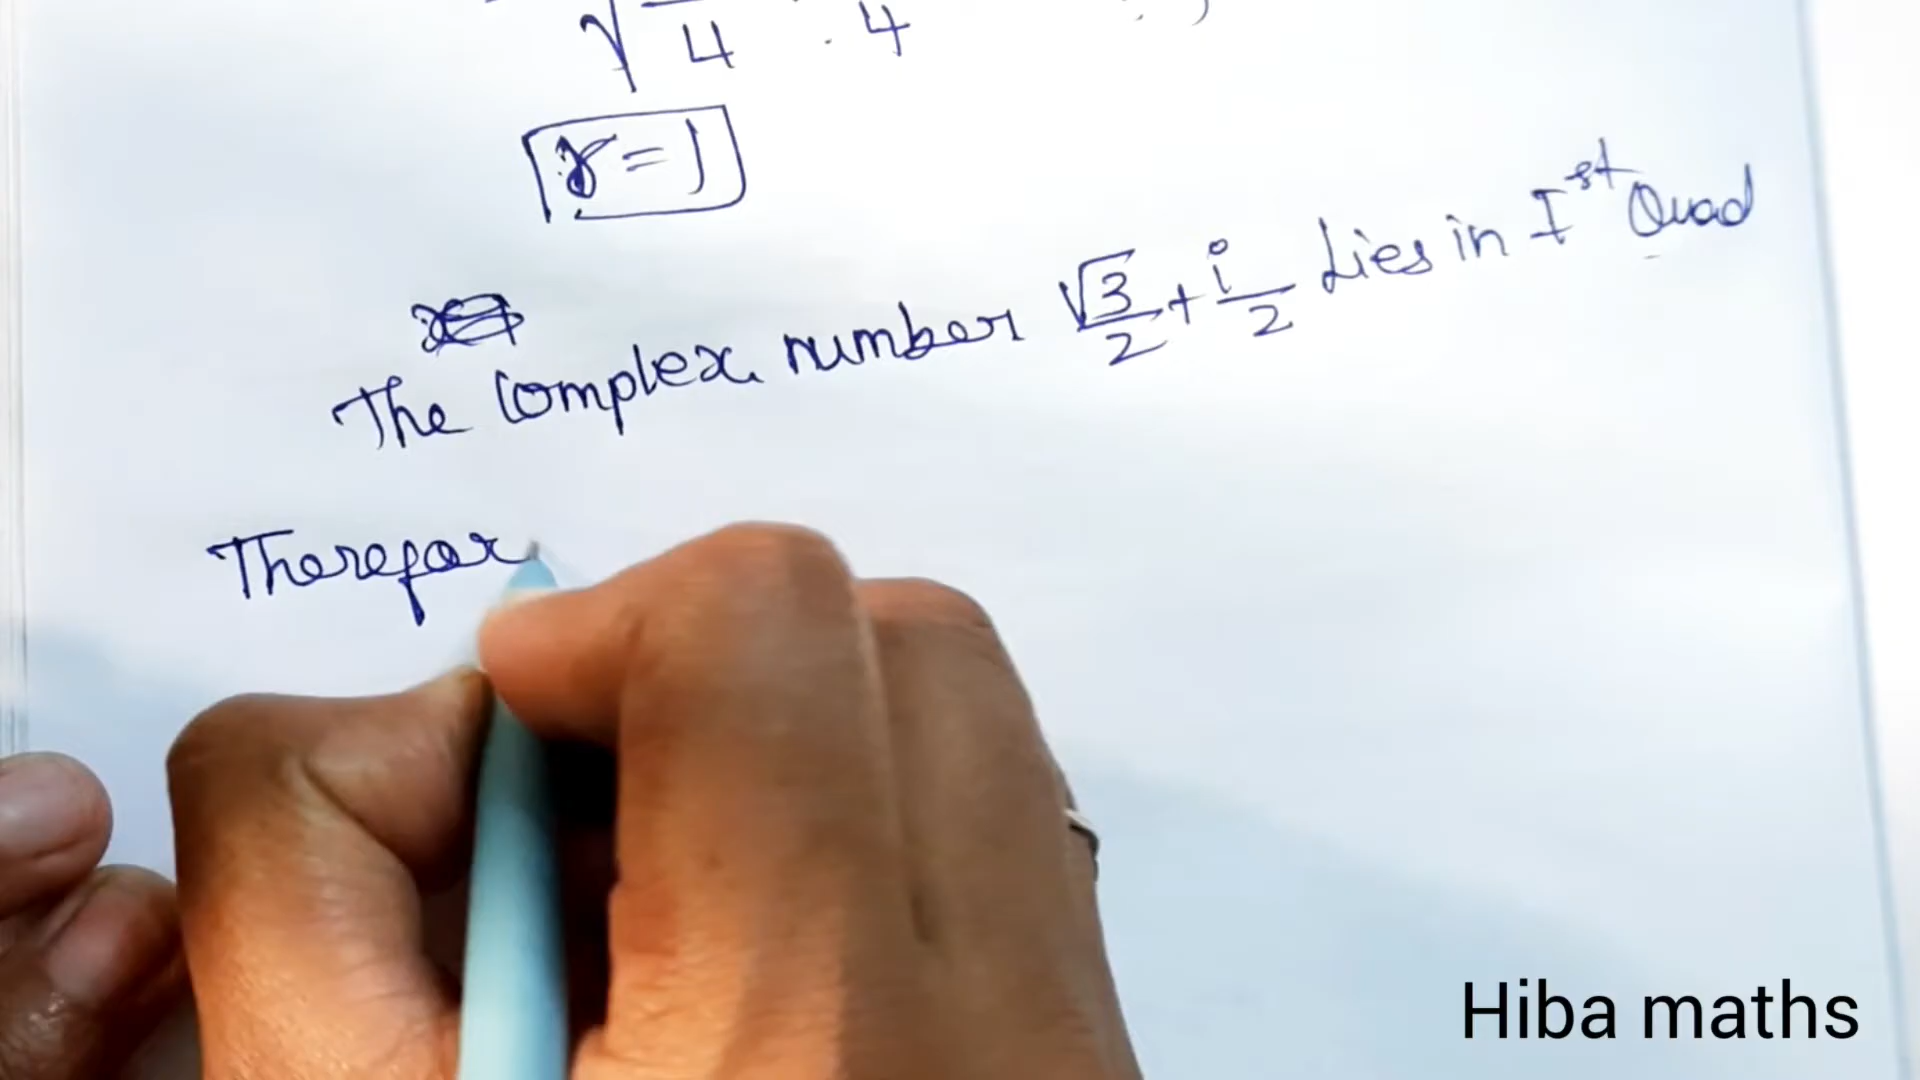 √ 4 . 4
r = 1
The Complex number √3/2 + i/2 Lies in Ist Quad
Therefor
Hiba maths